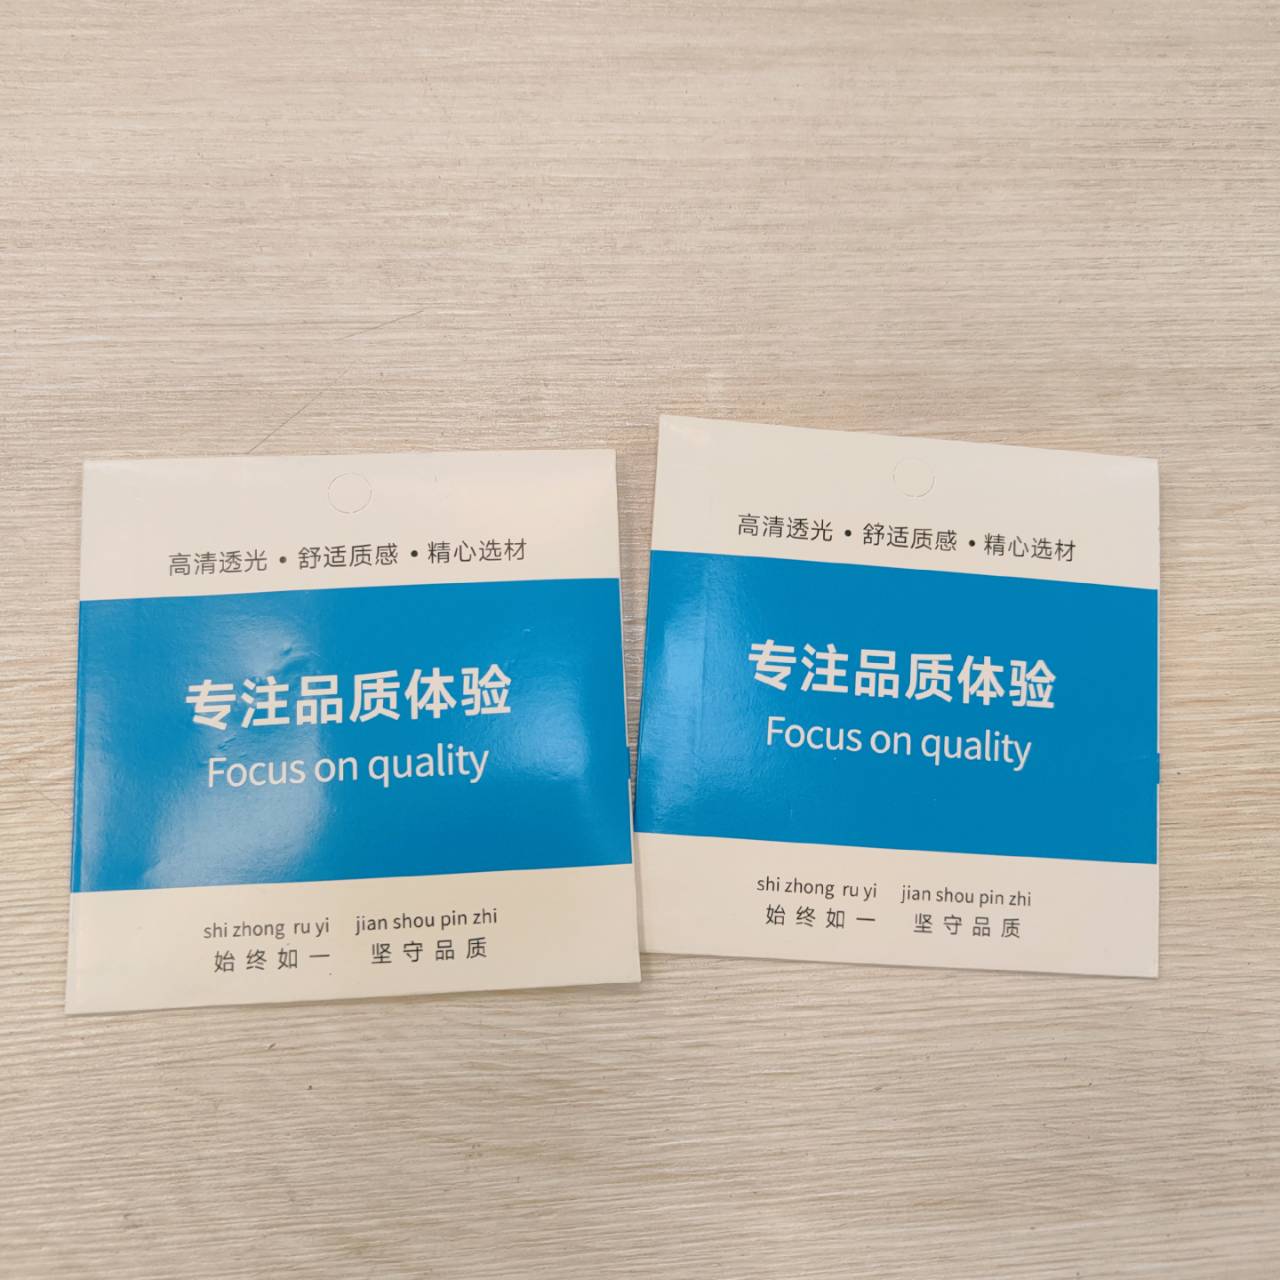 高清透光•舒适质感•精心选材
专注品质体验
Focus on quality
shi zhong ru yi jian shou pin zhi
始终如一 坚守品质
高清透光•舒适质感•精心选材
专注品质体验
Focus on quality
shi zhong ru yi jian shou pin zhi
始终如一 坚守品质